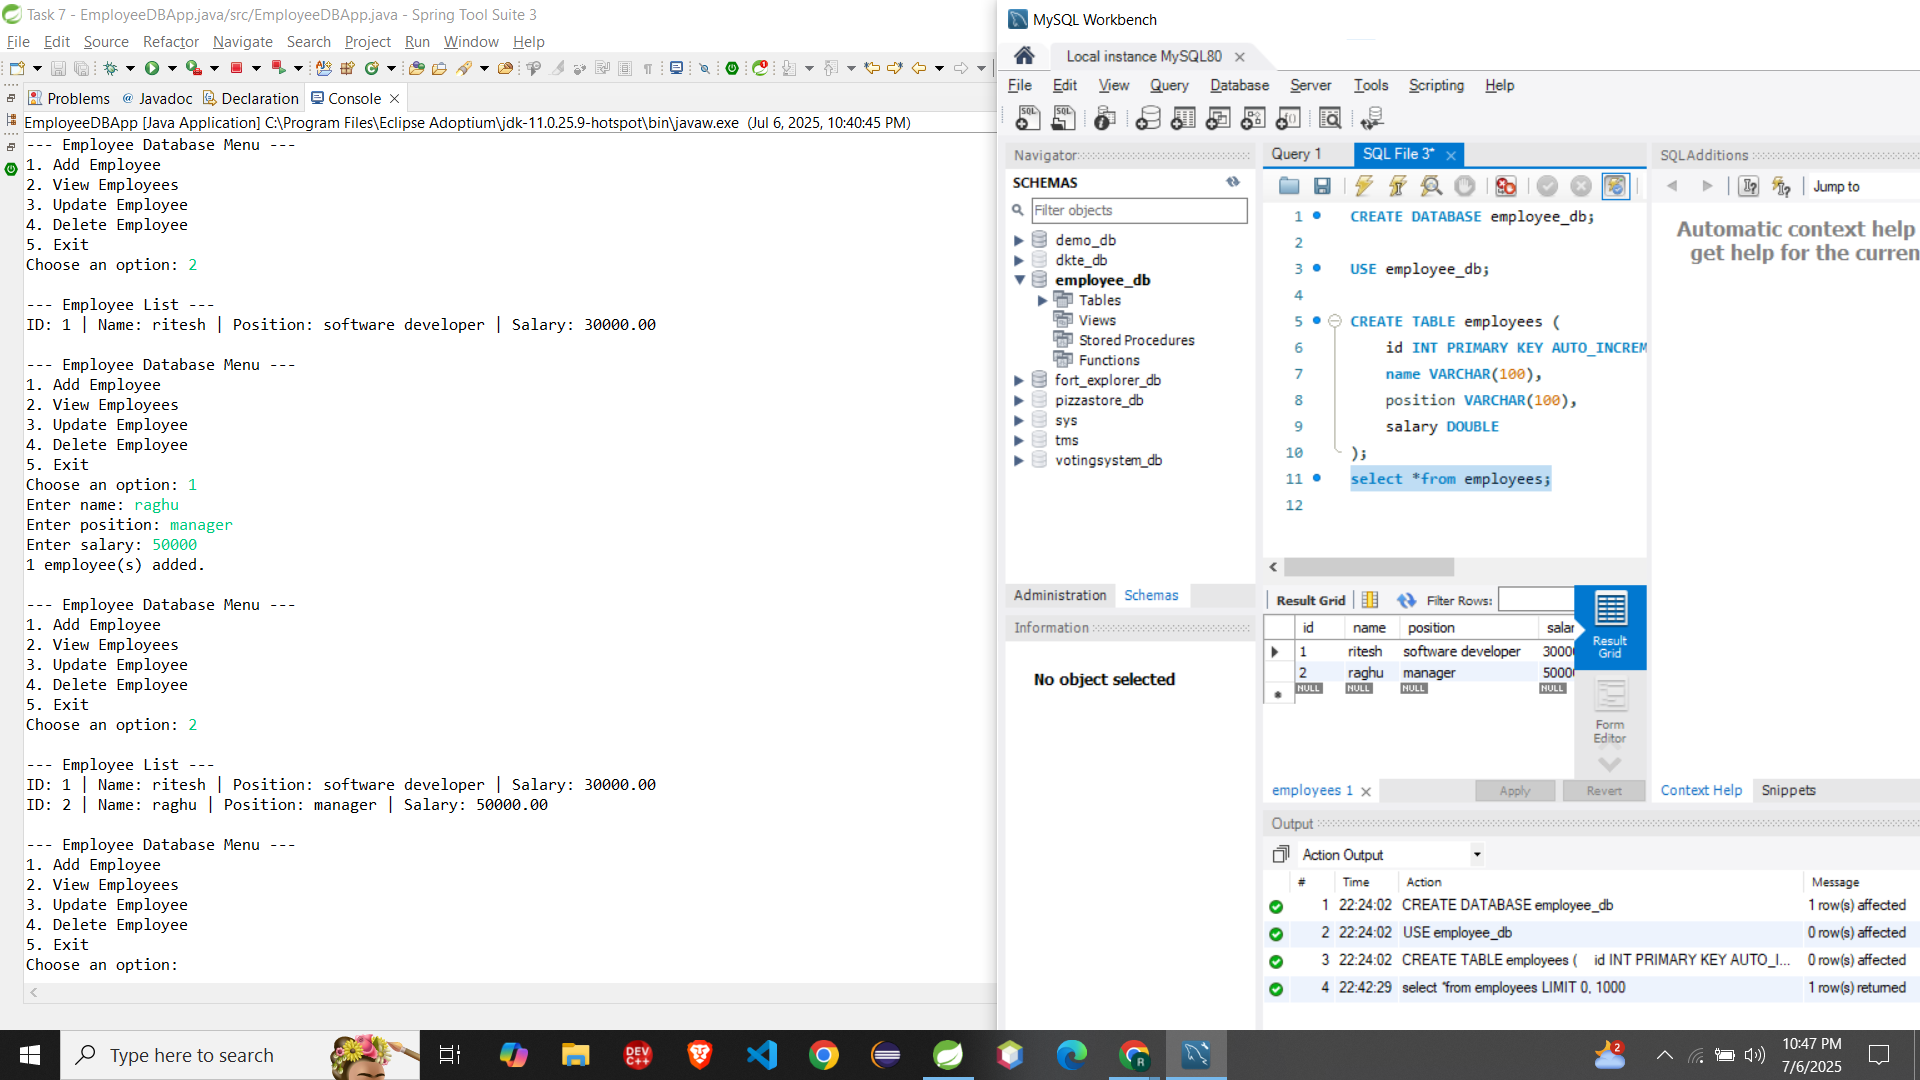 Task 7 - EmployeeDBApp.java/src/EmployeeDBApp.java - Spring Tool Suite 3
File Edit Source Refactor Navigate Search Project Run Window Help
Problems @ Javadoc Declaration Console
EmployeeDBApp [Java Application] C:\Program Files\Eclipse Adoptium\jdk-11.0.25.9-hotspot\bin\javaw.exe (Jul 6, 2025, 10:40:45 PM)
--- Employee Database Menu ---
1. Add Employee
2. View Employees
3. Update Employee
4. Delete Employee
5. Exit
Choose an option: 2
--- Employee List ---
ID: 1 | Name: ritesh | Position: software developer | Salary: 30000.00
--- Employee Database Menu ---
1. Add Employee
2. View Employees
3. Update Employee
4. Delete Employee
5. Exit
Choose an option: 1
Enter name: raghu
Enter position: manager
Enter salary: 50000
1 employee(s) added.
--- Employee Database Menu ---
1. Add Employee
2. View Employees
3. Update Employee
4. Delete Employee
5. Exit
Choose an option: 2
--- Employee List ---
ID: 1 | Name: ritesh | Position: software developer | Salary: 30000.00
ID: 2 | Name: raghu | Position: manager | Salary: 50000.00
--- Employee Database Menu ---
1. Add Employee
2. View Employees
3. Update Employee
4. Delete Employee
5. Exit
Choose an option:
MySQL Workbench
Local instance MySQL80
File Edit View Query Database Server Tools Scripting Help
Navigator
SCHEMAS
Filter objects
demo_db
dkte_db
employee_db
Tables
Views
Stored Procedures
Functions
fort_explorer_db
pizzastore_db
sys
tms
votingsystem_db
Administration Schemas
Information
No object selected
Query 1 SQL File 3*
1 CREATE DATABASE employee_db;
2
3 USE employee_db;
4
5 CREATE TABLE employees (
6 id INT PRIMARY KEY AUTO_INCREM
7 name VARCHAR(100),
8 position VARCHAR(100),
9 salary DOUBLE
10 );
11 select *from employees;
12
Result Grid Filter Rows:
id name position salar
1 ritesh software developer 3000
2 raghu manager 5000
NULL NULL NULL NULL
Result Grid
Form Editor
employees 1 Apply Revert
SQLAdditions
Jump to
Automatic context help
get help for the curren
Context Help Snippets
Output
Action Output
# Time Action Message
1 22:24:02 CREATE DATABASE employee_db 1 row(s) affected
2 22:24:02 USE employee_db 0 row(s) affected
3 22:24:02 CREATE TABLE employees ( id INT PRIMARY KEY AUTO_I... 0 row(s) affected
4 22:42:29 select *from employees LIMIT 0, 1000 1 row(s) returned
Type here to search
DEV C++
R
2
10:47 PM
7/6/2025